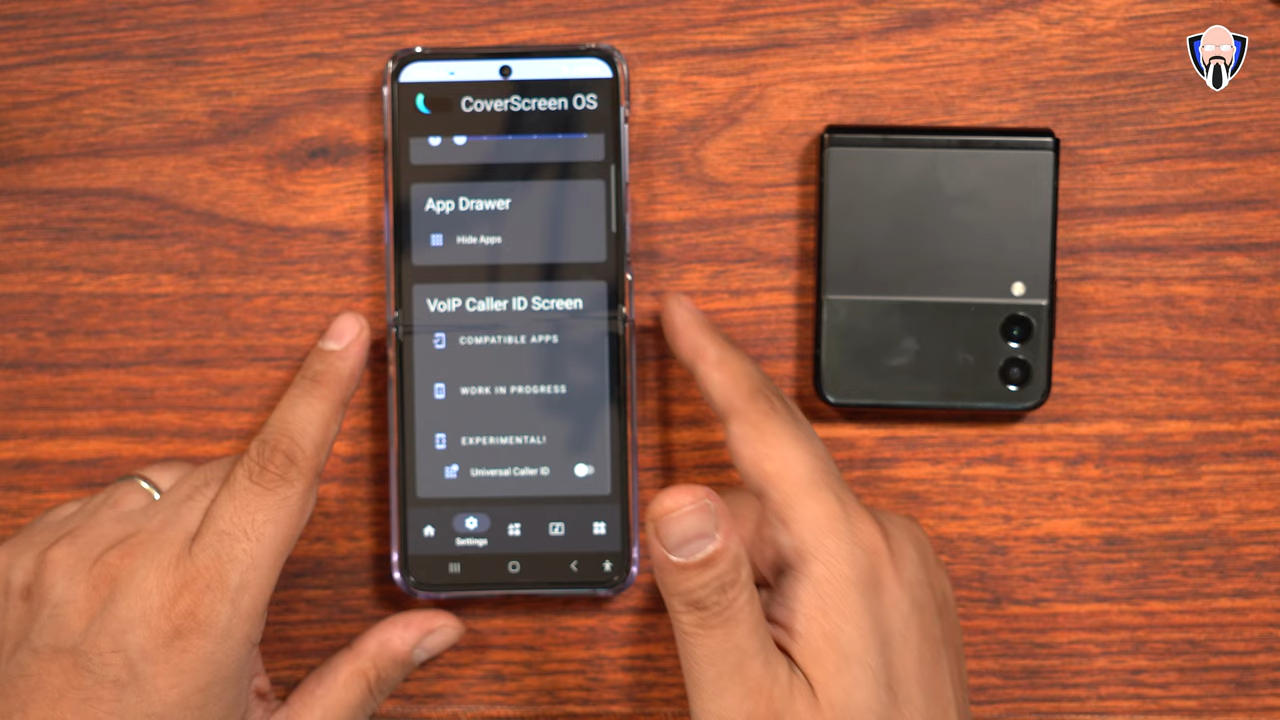 CoverScreen OS
App Drawer
Hide Apps
VoIP Caller ID Screen
COMPATIBLE APPS
WORK IN PROGRESS
EXPERIMENTAL!
Universal Caller ID
Settings